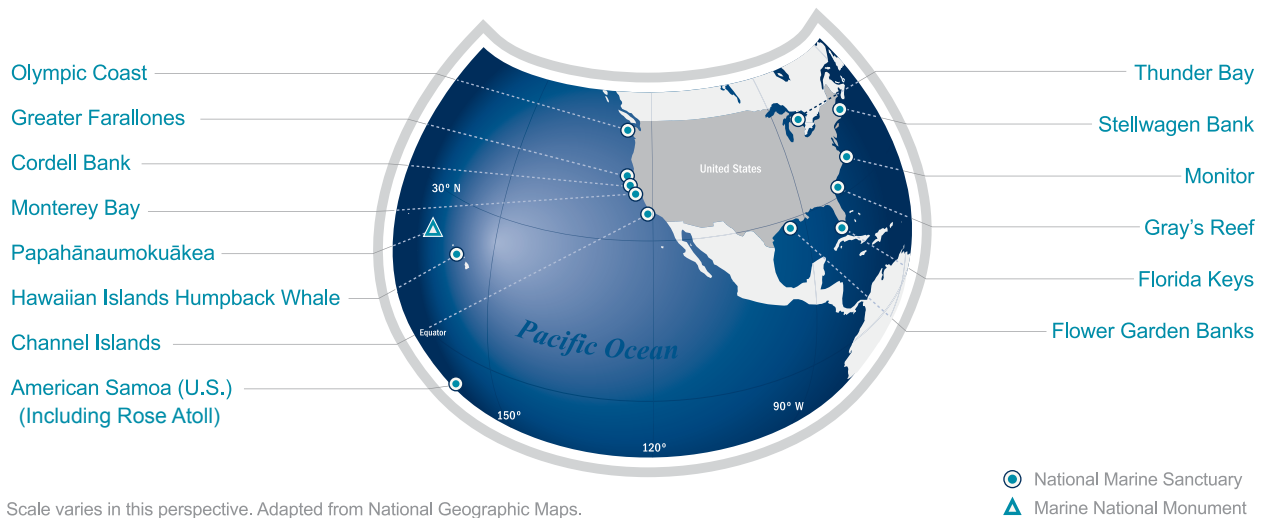 Olympic Coast
Greater Farallones
Cordell Bank
Monterey Bay
Papahānaumokuākea
Hawaiian Islands Humpback Whale
Channel Islands
American Samoa (U.S.)
(Including Rose Atoll)
30° N
Equator
150°
120°
90° W
Pacific Ocean
United States
Thunder Bay
Stellwagen Bank
Monitor
Gray's Reef
Florida Keys
Flower Garden Banks
National Marine Sanctuary
Marine National Monument
Scale varies in this perspective. Adapted from National Geographic Maps.